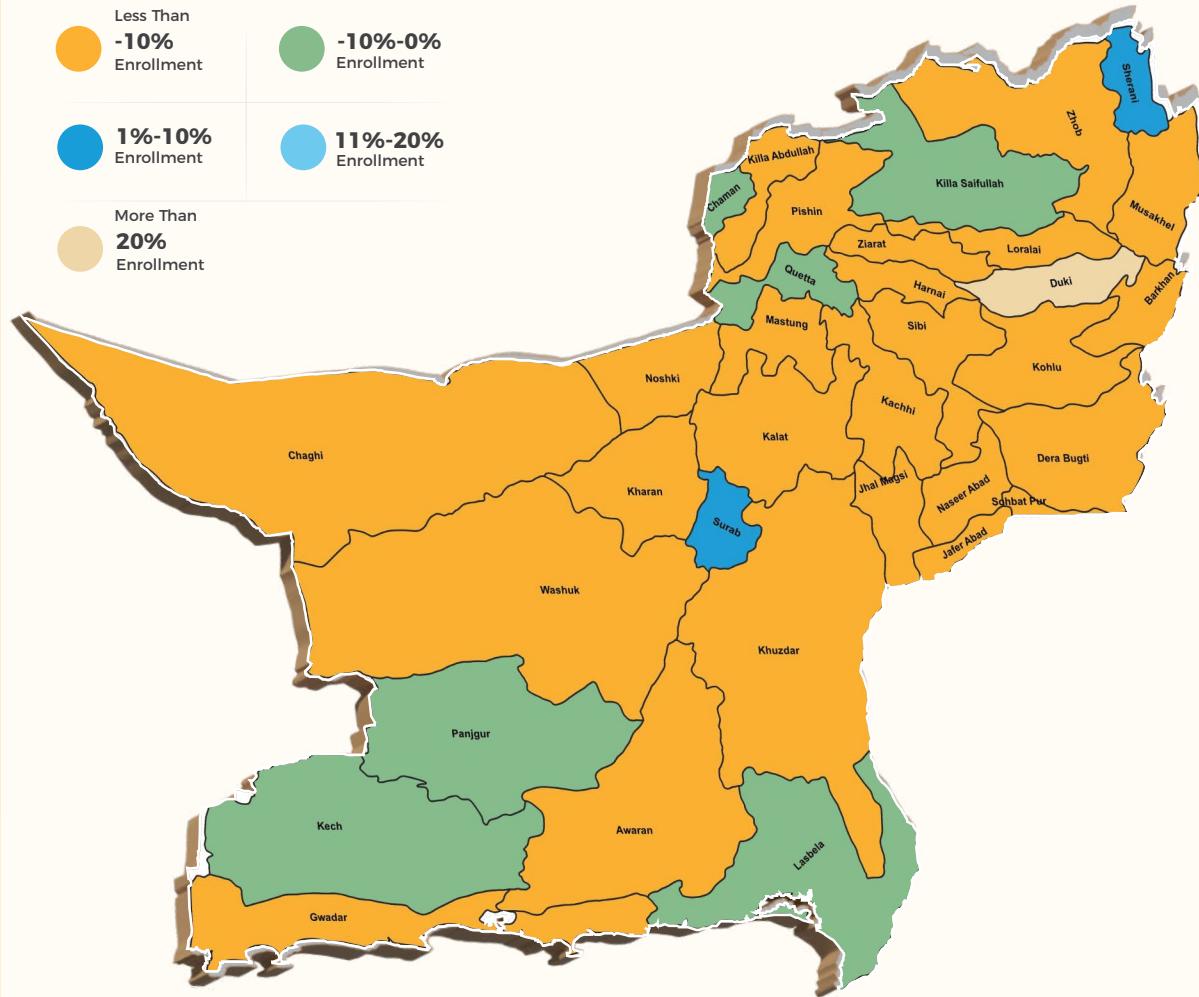 Less Than
-10%
Enrollment
-10%-0%
Enrollment
1%-10%
Enrollment
11%-20%
Enrollment
More Than
20%
Enrollment
Sherani
Zhob
Killa Abdullah
Chaman
Killa Saifullah
Pishin
Musakhel
Ziarat
Loralai
Quetta
Harnai
Duki
Barkhan
Mastung
Sibi
Noshki
Kohlu
Kachhi
Kalat
Chaghi
Dera Bugti
Kharan
Jhal Magsi
Naseer Abad
Sohbat Pur
Surab
Jafer Abad
Washuk
Khuzdar
Panjgur
Kech
Awaran
Lasbela
Gwadar